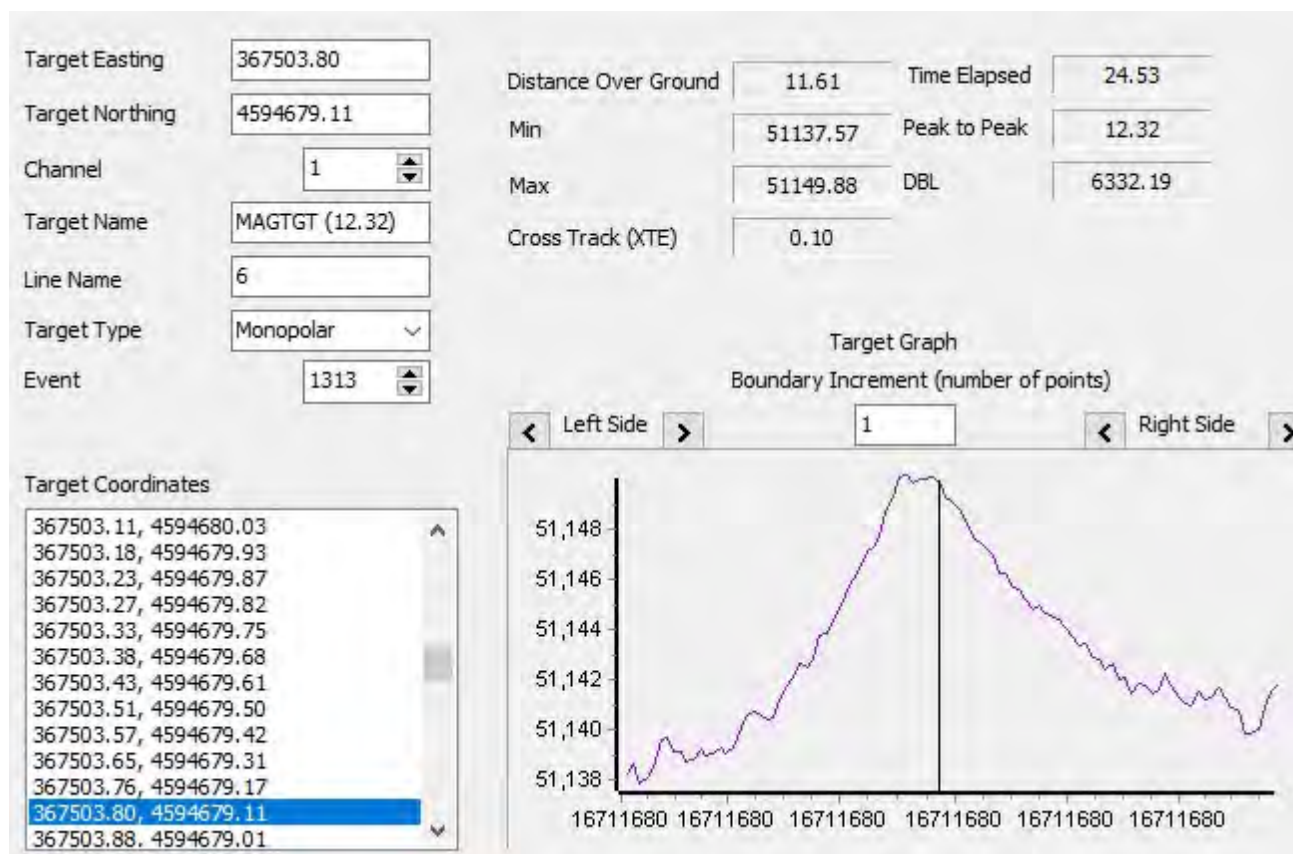 Target Easting 367503.80
Target Northing 4594679.11
Channel 1
Target Name MAGTGT (12.32)
Line Name 6
Target Type Monopolar
Event 1313
Distance Over Ground 11.61 Time Elapsed 24.53
Min 51137.57 Peak to Peak 12.32
Max 51149.88 DBL 6332.19
Cross Track (XTE) 0.10
Target Coordinates
367503.11, 4594680.03
367503.18, 4594679.93
367503.23, 4594679.87
367503.27, 4594679.82
367503.33, 4594679.75
367503.38, 4594679.68
367503.43, 4594679.61
367503.51, 4594679.50
367503.57, 4594679.42
367503.65, 4594679.31
367503.76, 4594679.17
367503.80, 4594679.11
367503.88, 4594679.01
Target Graph
Boundary Increment (number of points)
< Left Side > 1 < Right Side >
51,148
51,146
51,144
51,142
51,140
51,138
16711680 16711680 16711680 16711680 16711680 16711680